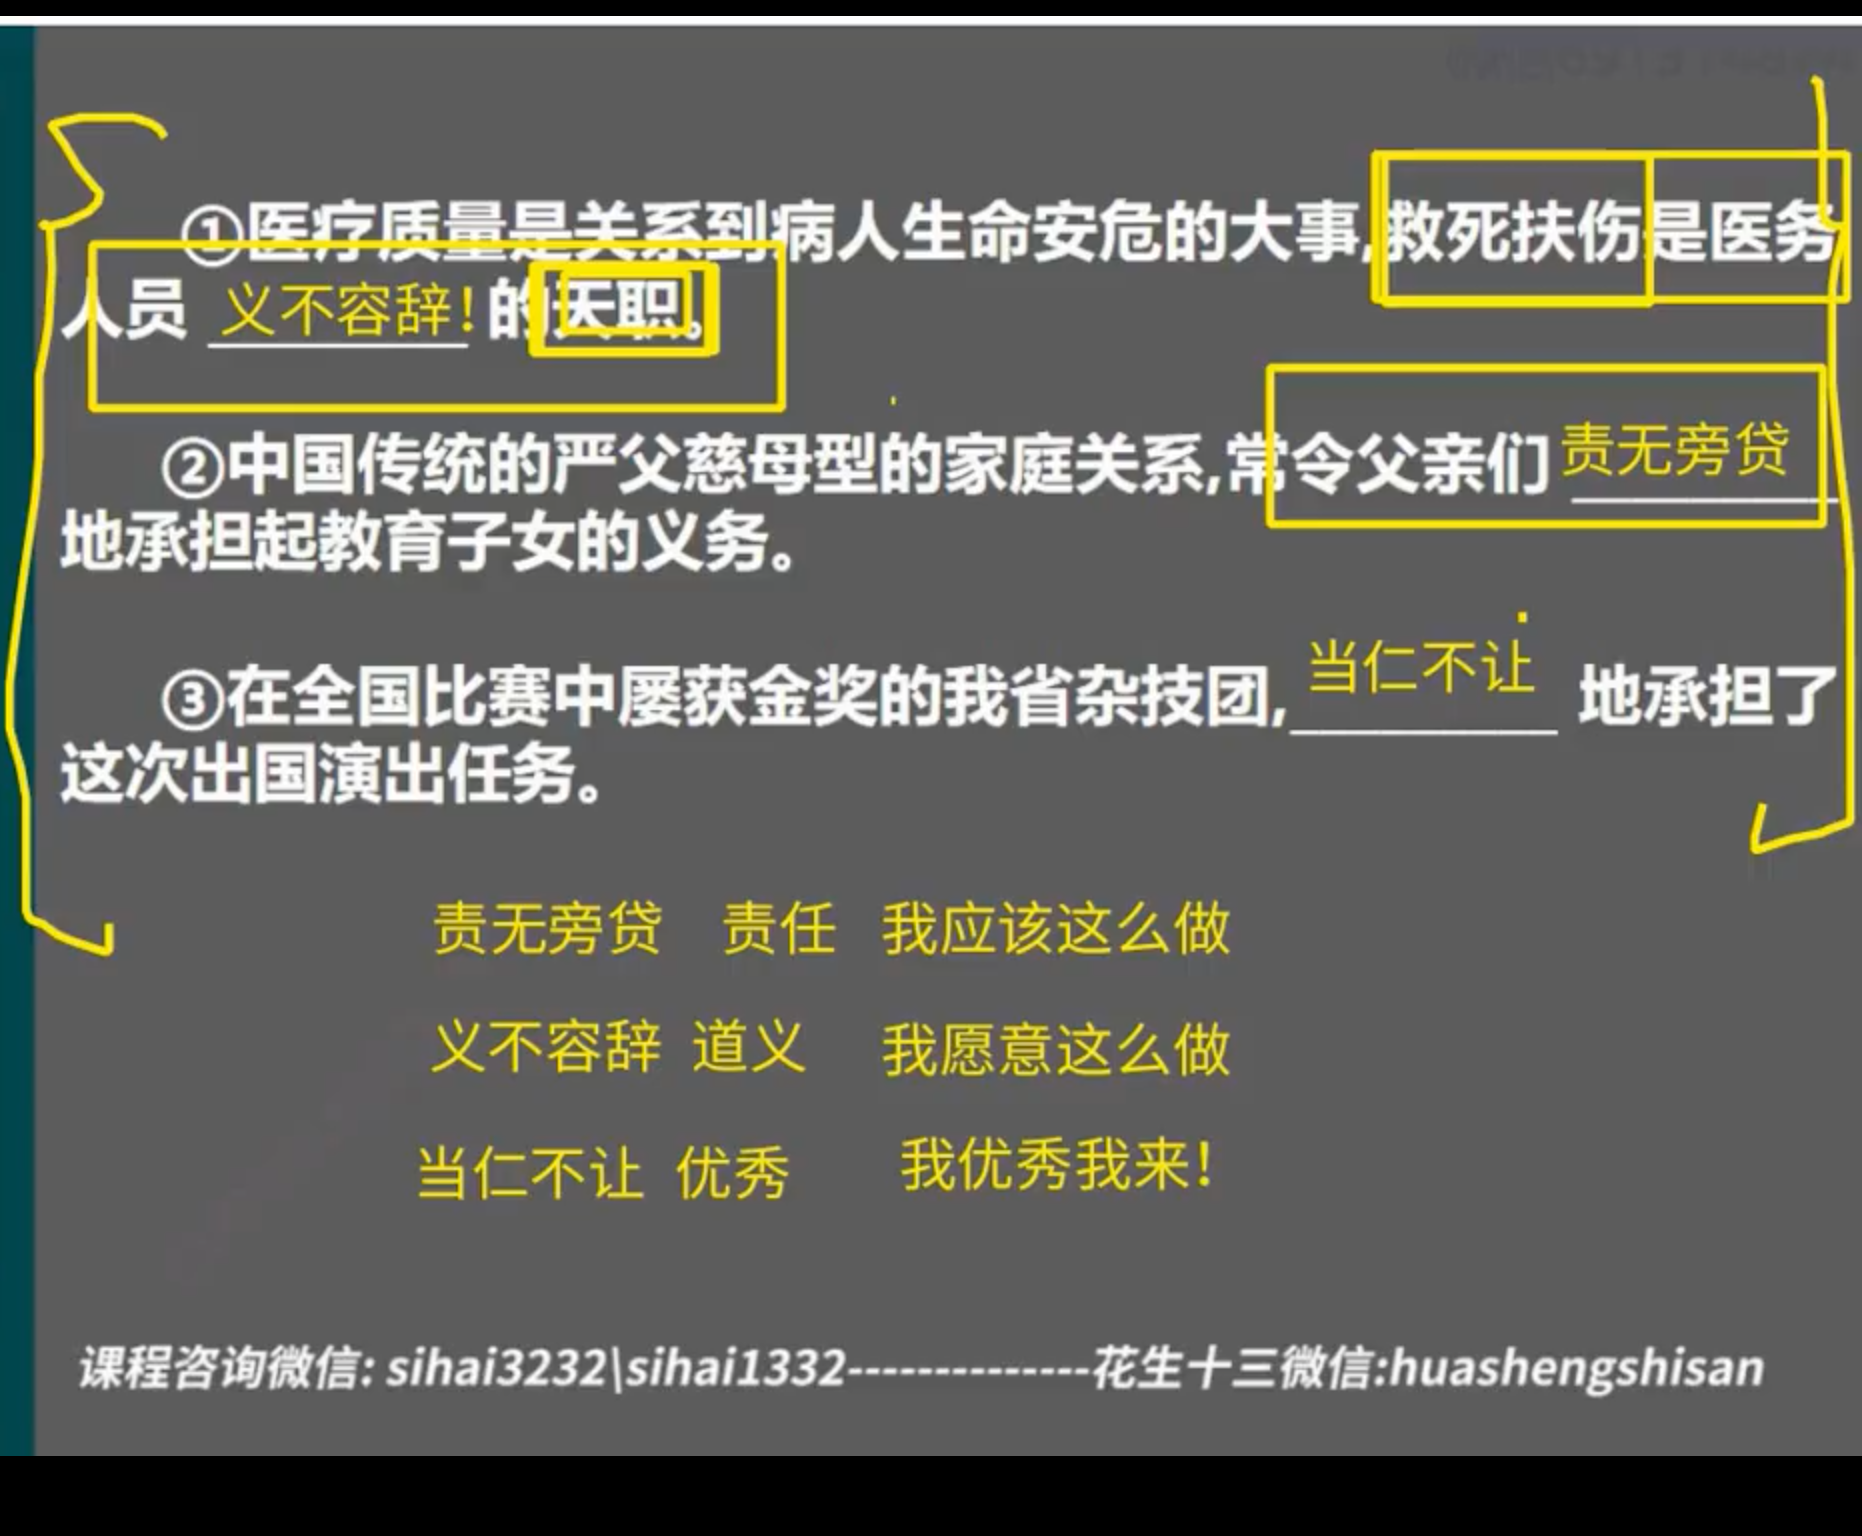 ①医疗质量是关系到病人生命安危的大事,救死扶伤是医务
人员 义不容辞！ 的天职。
②中国传统的严父慈母型的家庭关系,常令父亲们 责无旁贷
地承担起教育子女的义务。
③在全国比赛中屡获金奖的我省杂技团, 当仁不让 地承担了
这次出国演出任务。
责无旁贷 责任 我应该这么做
义不容辞 道义 我愿意这么做
当仁不让 优秀 我优秀我来！
课程咨询微信: sihai3232\sihai1332--------------花生十三微信:huashengshisan